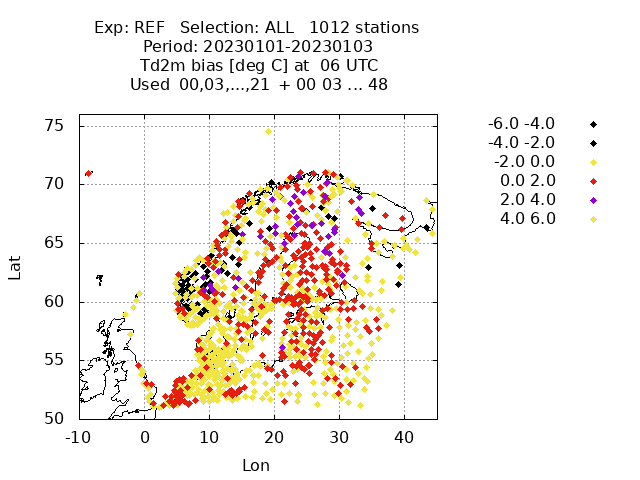 Exp: REF Selection: ALL 1012 stations
Period: 20230101-20230103
Td2m bias [deg C] at 06 UTC
Used 00,03,...,21 + 00 03 ... 48
-6.0 -4.0
-4.0 -2.0
-2.0 0.0
0.0 2.0
2.0 4.0
4.0 6.0
75
70
65
60
55
50
Lat
-10 0 10 20 30 40
Lon